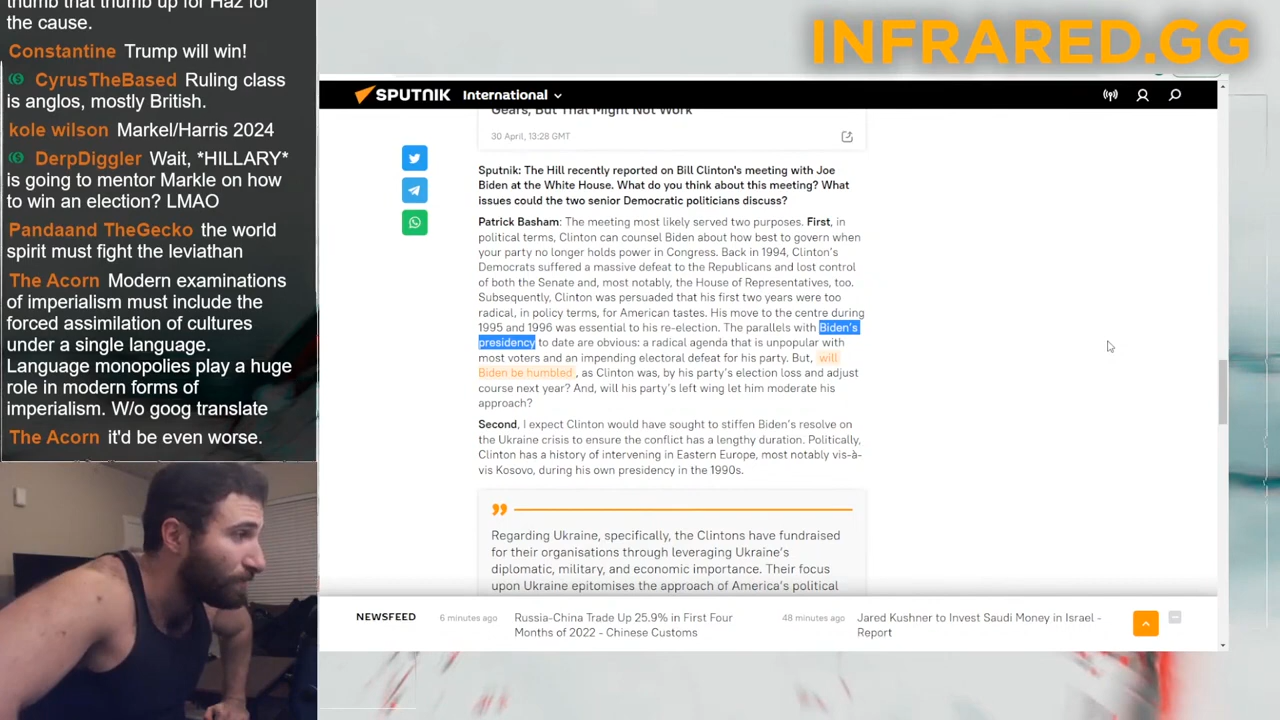 thumb that thumb up for Haz for
the cause.
Constantine Trump will win!
CyrusTheBased Ruling class
is anglos, mostly British.
kole wilson Markel/Harris 2024
DerpDiggler Wait, *HILLARY*
is going to mentor Markle on how
to win an election? LMAO
Pandaand TheGecko the world
spirit must fight the leviathan
The Acorn Modern examinations
of imperialism must include the
forced assimilation of cultures
under a single language.
Language monopolies play a huge
role in modern forms of
imperialism. W/o goog translate
The Acorn it'd be even worse.
INFRARED.GG
SPUTNIK International
Gears, But That Might Not Work
30 April, 13:28 GMT
Sputnik: The Hill recently reported on Bill Clinton's meeting with Joe
Biden at the White House. What do you think about this meeting? What
issues could the two senior Democratic politicians discuss?
Patrick Basham: The meeting most likely served two purposes. First, in
political terms, Clinton can counsel Biden about how best to govern when
your party no longer holds power in Congress. Back in 1994, Clinton's
Democrats suffered a massive defeat to the Republicans and lost control
of both the Senate and, most notably, the House of Representatives, too.
Subsequently, Clinton was persuaded that his first two years were too
radical, in policy terms, for American tastes. His move to the centre during
1995 and 1996 was essential to his re-election. The parallels with Biden's
presidency to date are obvious: a radical agenda that is unpopular with
most voters and an impending electoral defeat for his party. But, will
Biden be humbled, as Clinton was, by his party's election loss and adjust
course next year? And, will his party's left wing let him moderate his
approach?
Second, I expect Clinton would have sought to stiffen Biden's resolve on
the Ukraine crisis to ensure the conflict has a lengthy duration. Politically,
Clinton has a history of intervening in Eastern Europe, most notably vis-à-
vis Kosovo, during his own presidency in the 1990s.
Regarding Ukraine, specifically, the Clintons have fundraised
for their organisations through leveraging Ukraine's
diplomatic, military, and economic importance. Their focus
upon Ukraine epitomises the approach of America's political
NEWSFEED
6 minutes ago
Russia-China Trade Up 25.9% in First Four
Months of 2022 - Chinese Customs
48 minutes ago
Jared Kushner to Invest Saudi Money in Israel -
Report